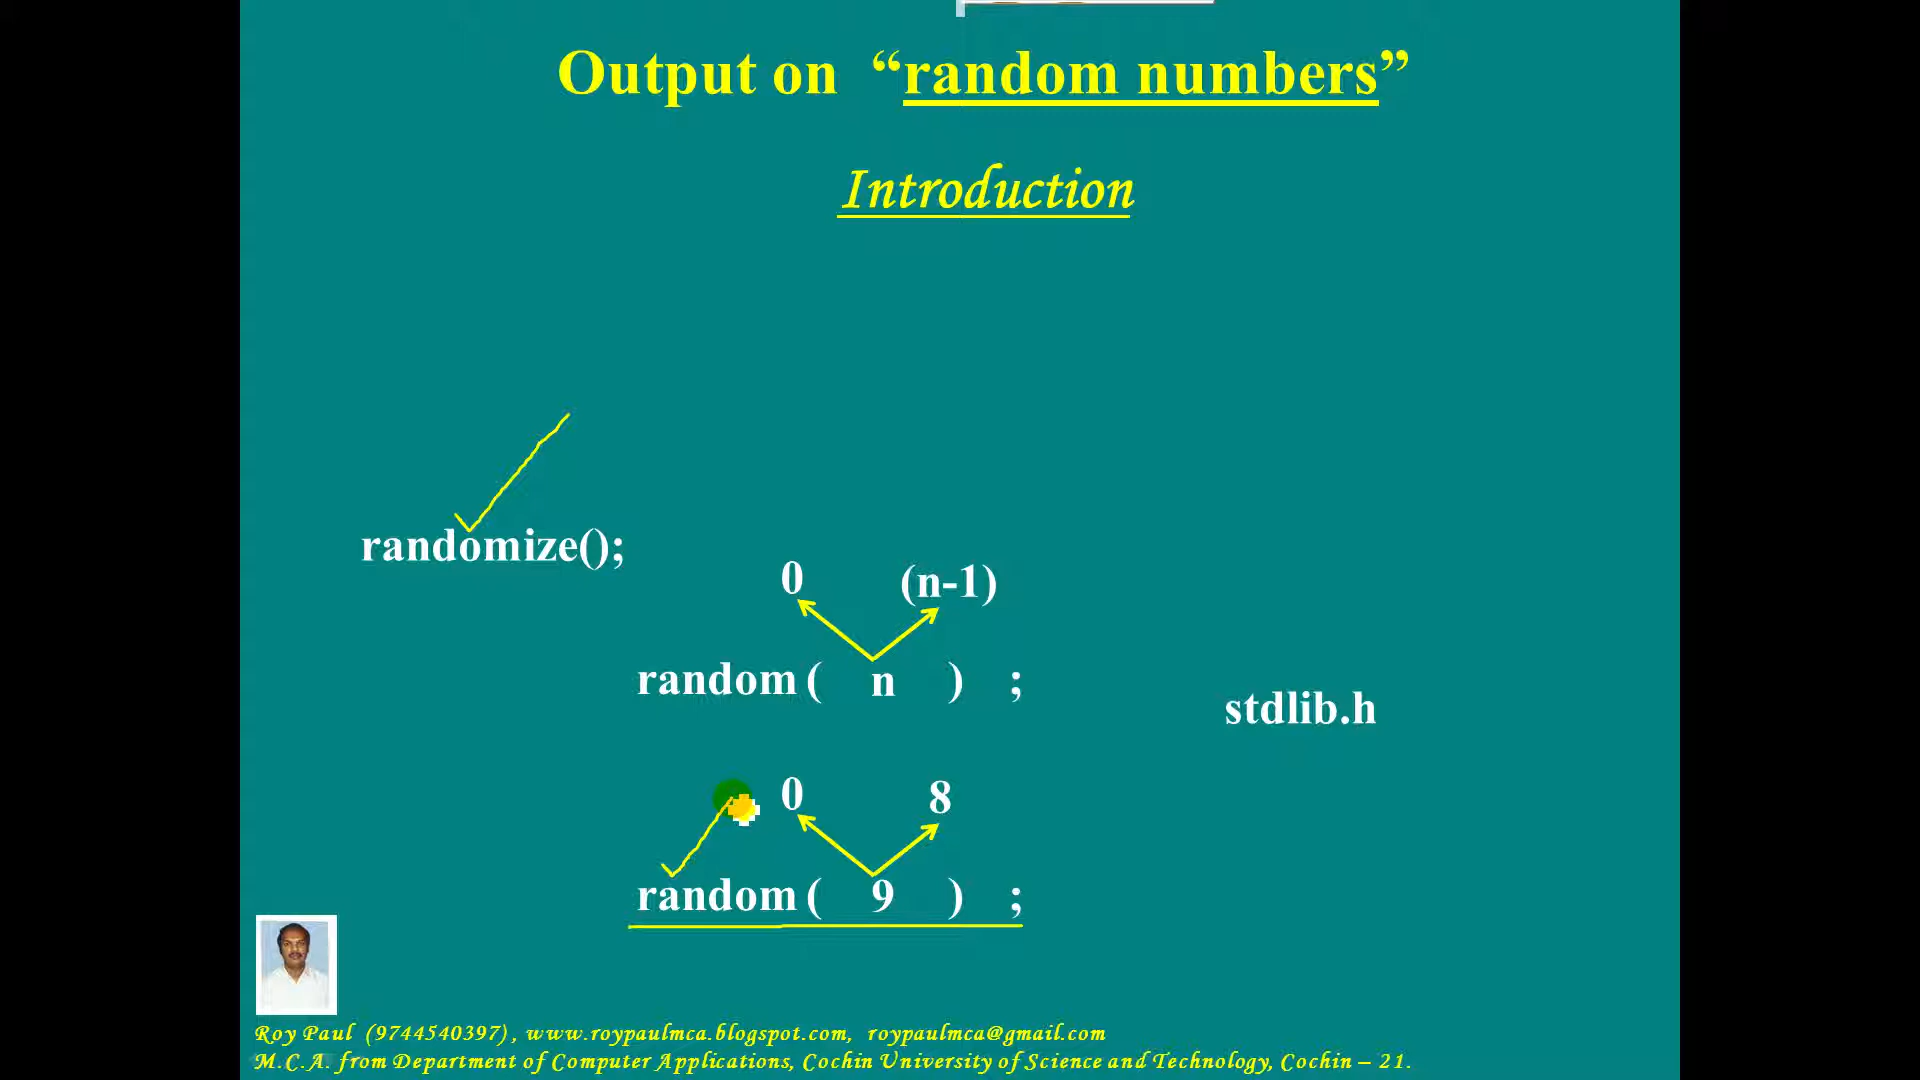 Output on “random numbers”
Introduction
randomize();
0 (n-1)
random ( n ) ;
stdlib.h
0 8
random ( 9 ) ;
Roy Paul (9744540397) , www.roypaulmca.blogspot.com, roypaulmca@gmail.com
M.C.A. from Department of Computer Applications, Cochin University of Science and Technology, Cochin – 21.